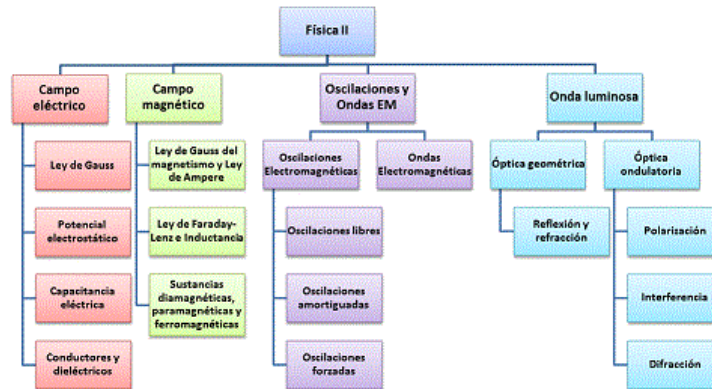 Física II
Campo
eléctrico
Campo
magnético
Oscilaciones y
Ondas EM
Onda luminosa
Ley de Gauss
Potencial
electrostático
Capacitancia
eléctrica
Conductores y
dieléctricos
Ley de Gauss del
magnetismo y Ley
de Ampere
Ley de Faraday-
Lenz e Inductancia
Sustancias
diamagnéticas,
paramagnéticas y
ferromagnéticas
Oscilaciones
Electromagnéticas
Ondas
Electromagnéticas
Oscilaciones libres
Oscilaciones
amortiguadas
Oscilaciones
forzadas
Óptica geométrica
Reflexión y
refracción
Óptica
ondulatoria
Polarización
Interferencia
Difracción